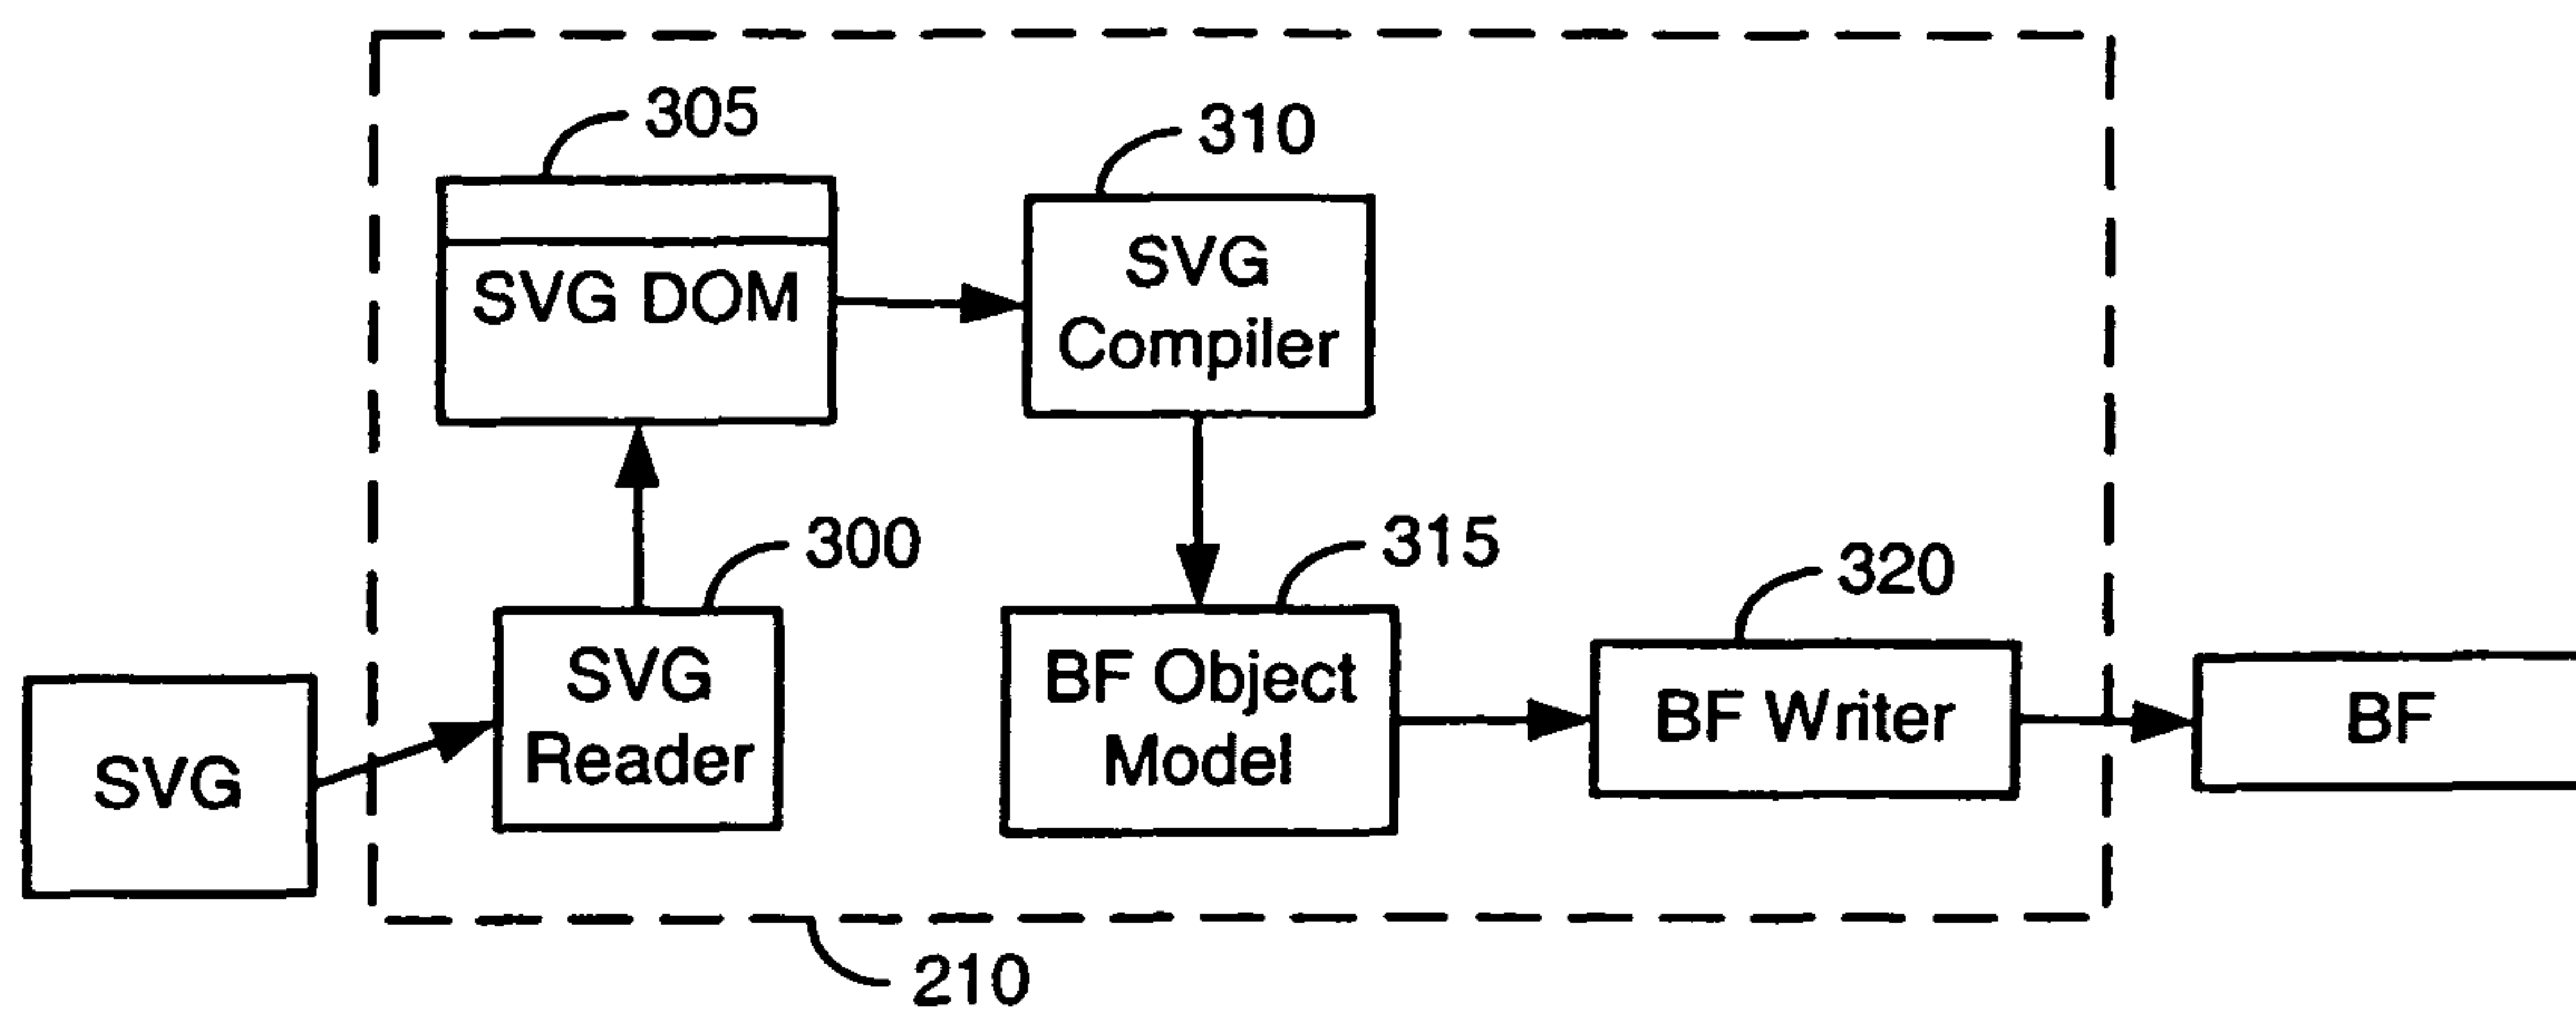 305
310
SVG DOM
SVG
Compiler
300
315
320
SVG
Reader
BF Object
Model
BF Writer
BF
SVG
210